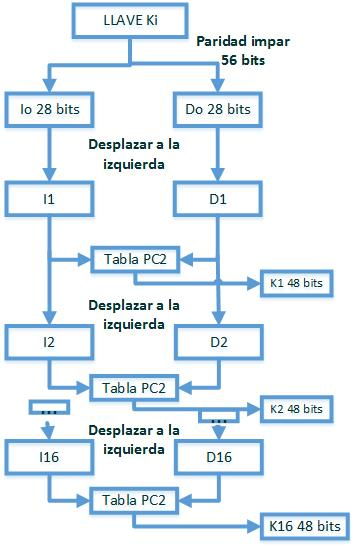 LLAVE Ki
Paridad impar
56 bits
Io 28 bits
Do 28 bits
Desplazar a la
izquierda
I1
D1
Tabla PC2
K1 48 bits
Desplazar a la
izquierda
I2
D2
Tabla PC2
...
...
K2 48 bits
Desplazar a la
izquierda
I16
D16
Tabla PC2
K16 48 bits